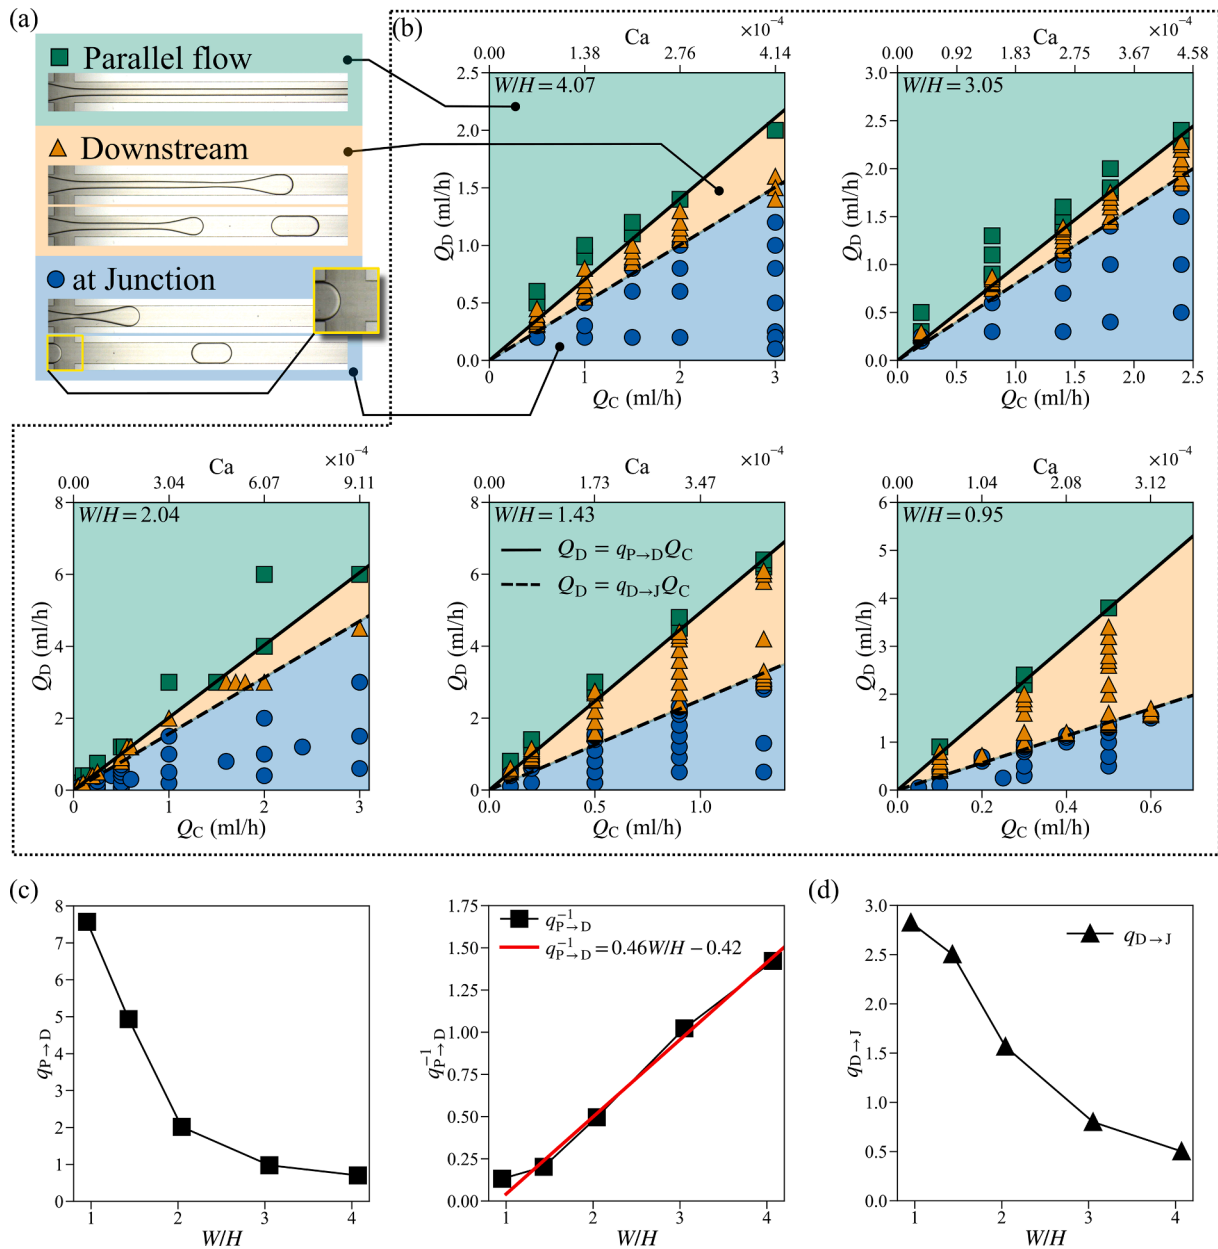 (a)
Parallel flow
Downstream
at Junction
(b)
Ca
×10⁻⁴
0.00 1.38 2.76 4.14
W/H = 4.07
2.5
2.0
1.5
1.0
0.5
0.0
Q_D (ml/h)
0 1 2 3
Q_C (ml/h)
Ca
×10⁻⁴
0.00 0.92 1.83 2.75 3.67 4.58
W/H = 3.05
3.0
2.5
2.0
1.5
1.0
0.5
0.0
Q_D (ml/h)
0.0 0.5 1.0 1.5 2.0 2.5
Q_C (ml/h)
Ca
×10⁻⁴
0.00 3.04 6.07 9.11
W/H = 2.04
8
6
4
2
0
Q_D (ml/h)
0 1 2 3
Q_C (ml/h)
Ca
×10⁻⁴
0.00 1.73 3.47
W/H = 1.43
Q_D = q_P→D Q_C
Q_D = q_D→J Q_C
8
6
4
2
0
Q_D (ml/h)
0.0 0.5 1.0
Q_C (ml/h)
Ca
×10⁻⁴
0.00 1.04 2.08 3.12
W/H = 0.95
6
5
4
3
2
1
0
Q_D (ml/h)
0.0 0.2 0.4 0.6
Q_C (ml/h)
(c)
8
7
6
5
4
3
2
1
0
q_P→D
1 2 3 4
W/H
q⁻¹_P→D
q⁻¹_P→D = 0.46W/H − 0.42
1.75
1.50
1.25
1.00
0.75
0.50
0.25
0.00
q⁻¹_P→D
1 2 3 4
W/H
(d)
q_D→J
3.0
2.5
2.0
1.5
1.0
0.5
0.0
q_D→J
1 2 3 4
W/H